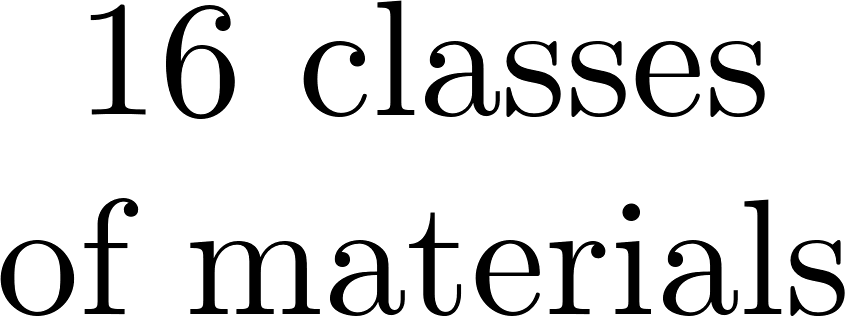 16 classes
of materials